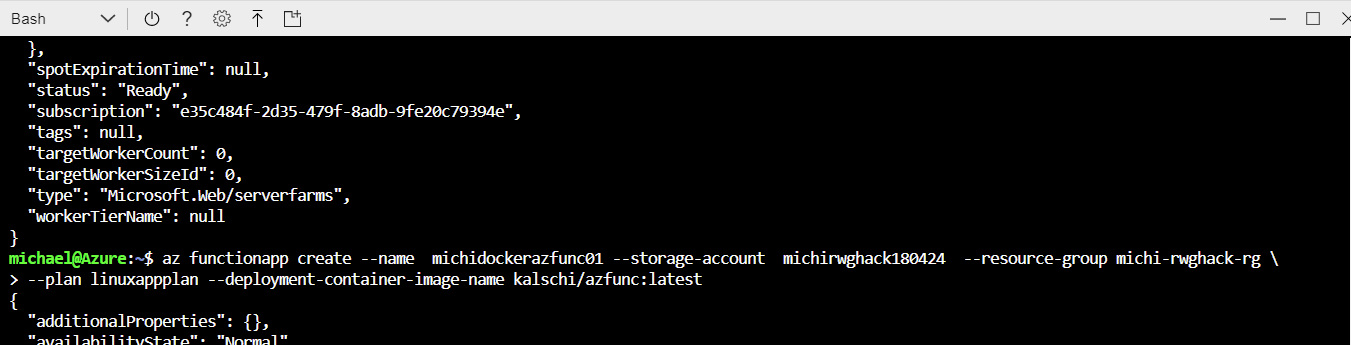 Bash
},
"spotExpirationTime": null,
"status": "Ready",
"subscription": "e35c484f-2d35-479f-8adb-9fe20c79394e",
"tags": null,
"targetWorkerCount": 0,
"targetWorkerSizeId": 0,
"type": "Microsoft.Web/serverfarms",
"workerTierName": null
}
michael@Azure:~$ az functionapp create --name  michidockerazfunc01 --storage-account  michirwghack180424  --resource-group michi-rwghack-rg \
> --plan linuxappplan --deployment-container-image-name kalschi/azfunc:latest
{
"additionalProperties": {},
"availabilityState": "Normal"